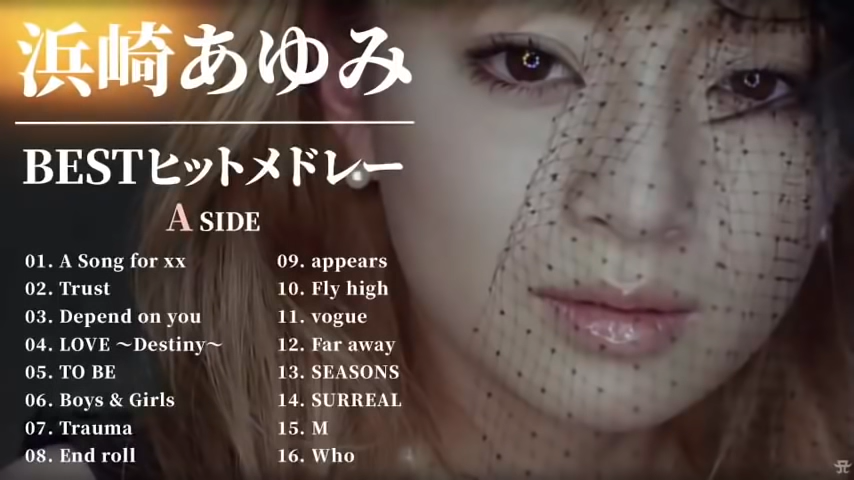 浜崎あゆみ
BESTヒットメドレー
A SIDE
01. A Song for xx
02. Trust
03. Depend on you
04. LOVE ～Destiny～
05. TO BE
06. Boys & Girls
07. Trauma
08. End roll
09. appears
10. Fly high
11. vogue
12. Far away
13. SEASONS
14. SURREAL
15. M
16. Who